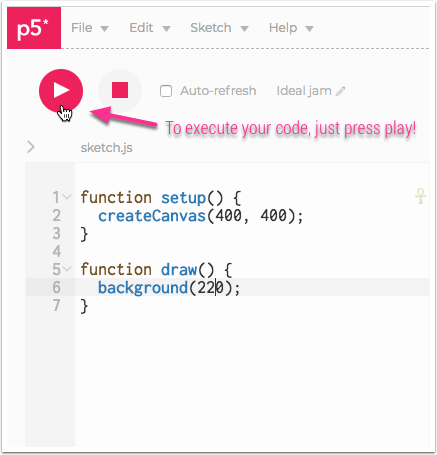 p5* File Edit Sketch Help
Auto-refresh Ideal jam
To execute your code, just press play!
sketch.js
1 function setup() {
2 createCanvas(400, 400);
3 }
4
5 function draw() {
6 background(220);
7 }